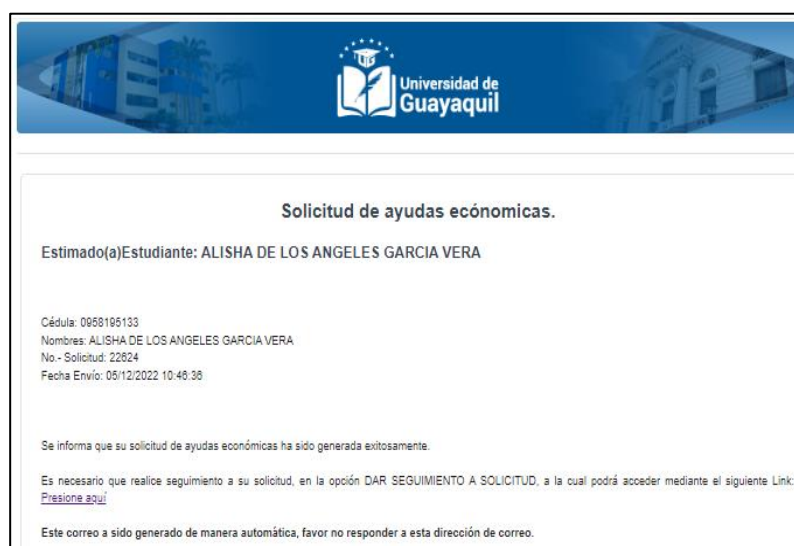 UG
Universidad de
Guayaquil
Solicitud de ayudas ecónomicas.
Estimado(a)Estudiante: ALISHA DE LOS ANGELES GARCIA VERA
Cédula: 0958195133
Nombres: ALISHA DE LOS ANGELES GARCIA VERA
No.- Solicitud: 22624
Fecha Envío: 05/12/2022 10:46:36
Se informa que su solicitud de ayudas económicas ha sido generada exitosamente.
Es necesario que realice seguimiento a su solicitud, en la opción DAR SEGUIMIENTO A SOLICITUD, a la cual podrá acceder mediante el siguiente Link:
Presione aquí
Este correo a sido generado de manera automática, favor no responder a esta dirección de correo.